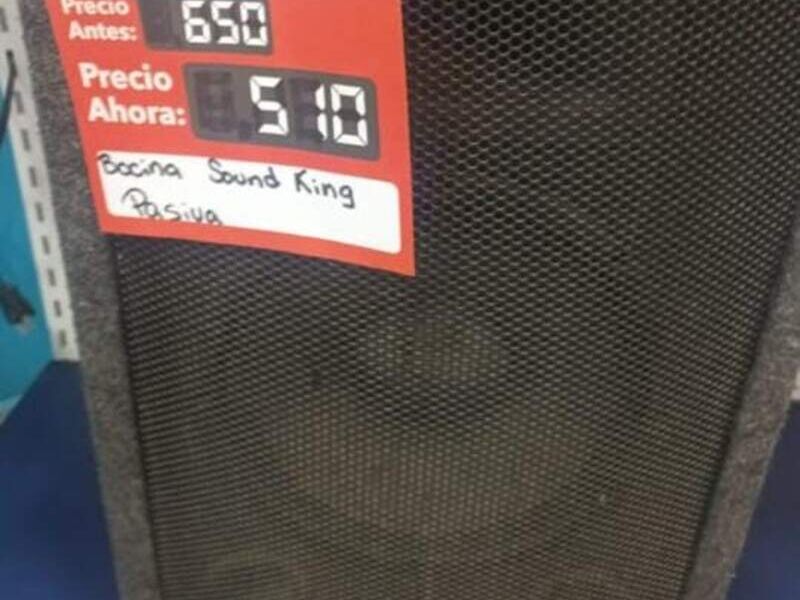 Precio
Antes: 650
Precio
Ahora: 510
Bocina Sound King
Pasiva